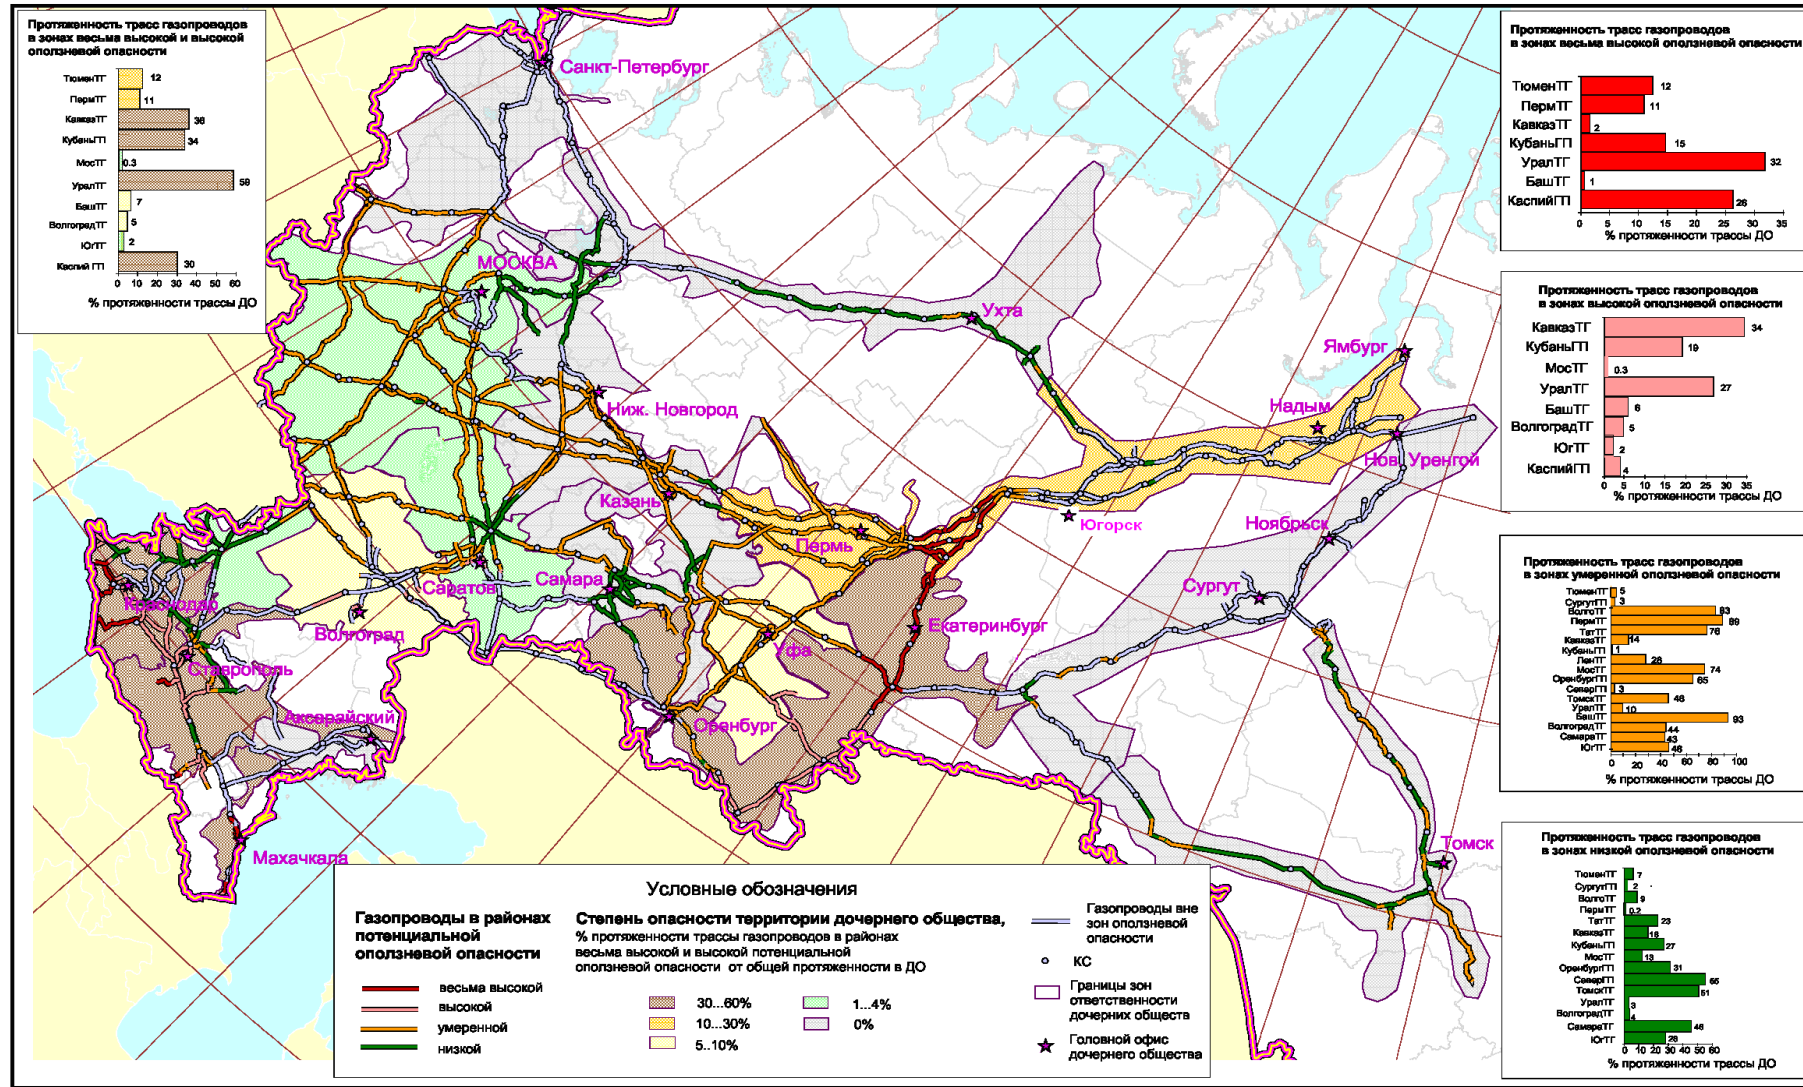 Протяженность трасс газопроводов
в зонах весьма высокой и высокой
оползневой опасности
ТюменТГ 12
ПермТГ 11
КавказТГ 36
КубаньГП 34
МосТГ 0.3
УралТГ 59
БашТГ 7
ВолгоградТГ 5
ЮгТГ 2
Каспий ГП 30
0 10 20 30 40 50 60
% протяженности трассы ДО
Протяженность трасс газопроводов
в зонах весьма высокой оползневой опасности
ТюменТГ 12
ПермТГ 11
КавказТГ 2
КубаньГП 15
УралТГ 32
БашТГ 1
КаспийГП 26
0 5 10 15 20 25 30 35
% протяженности трассы ДО
Протяженность трасс газопроводов
в зонах высокой оползневой опасности
КавказТГ 34
КубаньГП 19
МосТГ 0.3
УралТГ 27
БашТГ 6
ВолгоградТГ 5
ЮгТГ 2
КаспийГП 4
0 5 10 15 20 25 30 35
% протяженности трассы ДО
Протяженность трасс газопроводов
в зонах умеренной оползневой опасности
ТюменТГ 5
СургутГП 3
ВолгоТГ 83
ПермТГ 89
ТатТГ 76
КавказТГ 14
КубаньГП 1
ЛенТГ 28
МосТГ 74
ОренбургГП 65
СеверГП 3
ТомскТГ 46
УралТГ 10
БашТГ 93
ВолгоградТГ 44
СамараТГ 43
ЮгТГ 46
0 20 40 60 80 100
% протяженности трассы ДО
Протяженность трасс газопроводов
в зонах низкой оползневой опасности
ТюменТГ 7
СургутГП 2
ВолгоТГ 9
ПермТГ 0.2
ТатТГ 23
КавказТГ 16
КубаньГП 27
МосТГ 13
ОренбургГП 31
СеверГП 55
ТомскТГ 51
УралТГ 3
ВолгоградТГ 4
СамараТГ 46
ЮгТГ 28
0 10 20 30 40 50 60
% протяженности трассы ДО
Санкт-Петербург
МОСКВА
Ухта
Ямбург
Ниж. Новгород
Надым
Нов. Уренгой
Казань
Югорск
Ноябрьск
Пермь
Саратов
Самара
Сургут
Краснодар
Волгоград
Екатеринбург
Уфа
Ставрополь
Аксарайский
Оренбург
Махачкала
Томск
Условные обозначения
Газопроводы в районах
потенциальной
оползневой опасности
весьма высокой
высокой
умеренной
низкой
Степень опасности территории дочернего общества,
% протяженности трассы газопроводов в районах
весьма высокой и высокой потенциальной
оползневой опасности от общей протяженности в ДО
30...60%
10...30%
5..10%
1...4%
0%
Газопроводы вне
зон оползневой
опасности
КС
Границы зон
ответственности
дочерних обществ
Головной офис
дочернего общества